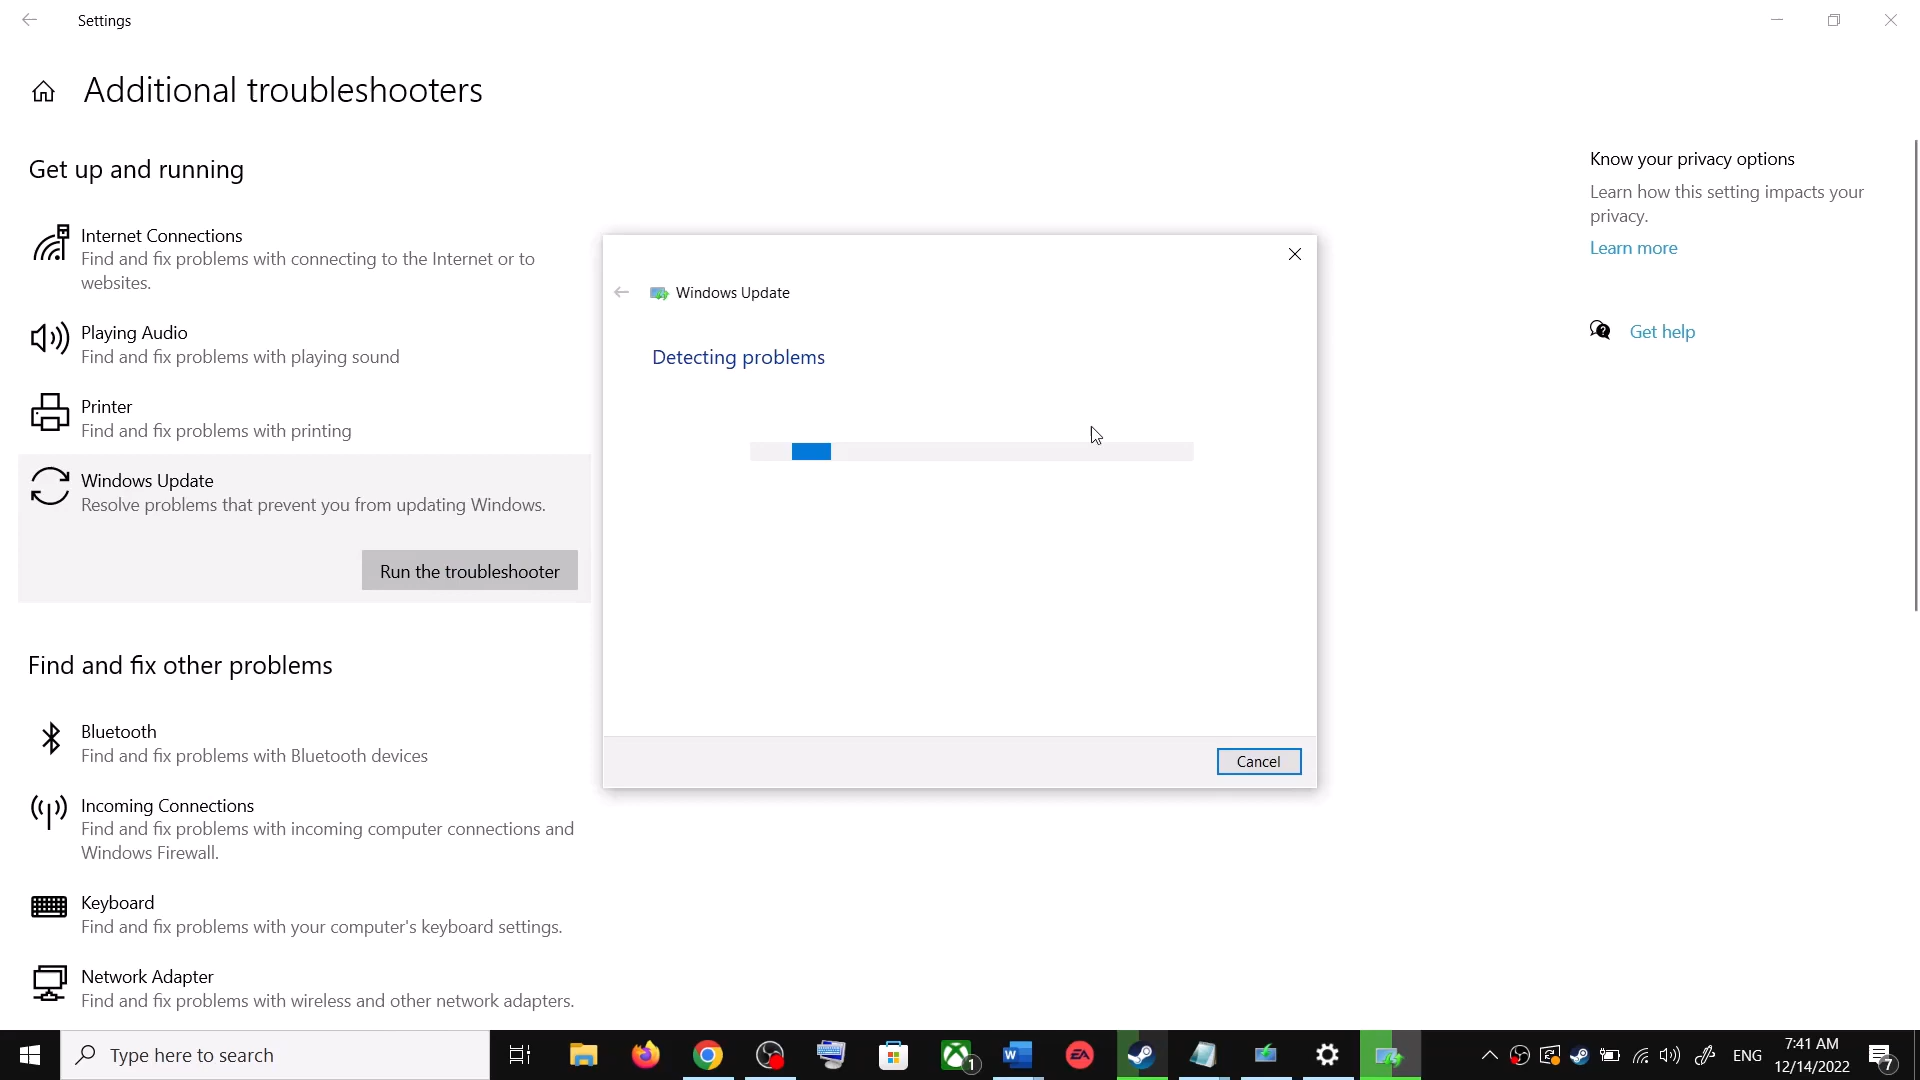 Settings
Additional troubleshooters
Get up and running
Internet Connections
Find and fix problems with connecting to the Internet or to
websites.
Playing Audio
Find and fix problems with playing sound
Printer
Find and fix problems with printing
Windows Update
Resolve problems that prevent you from updating Windows.
Run the troubleshooter
Find and fix other problems
Bluetooth
Find and fix problems with Bluetooth devices
Incoming Connections
Find and fix problems with incoming computer connections and
Windows Firewall.
Keyboard
Find and fix problems with your computer's keyboard settings.
Network Adapter
Find and fix problems with wireless and other network adapters.
Windows Update
Detecting problems
Cancel
Know your privacy options
Learn how this setting impacts your
privacy.
Learn more
Get help
Type here to search
1
W
EA
ENG
7:41 AM
12/14/2022
7